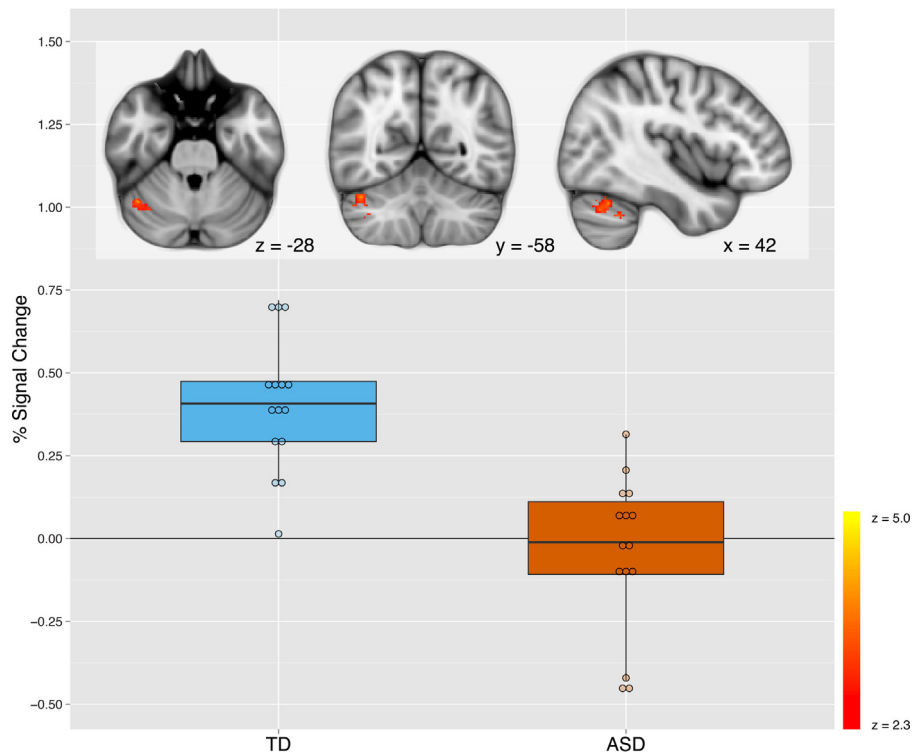 1.50
1.25
1.00
0.75
0.50
0.25
0.00
−0.25
−0.50
% Signal Change
z = -28
y = -58
x = 42
z = 5.0
z = 2.3
TD
ASD